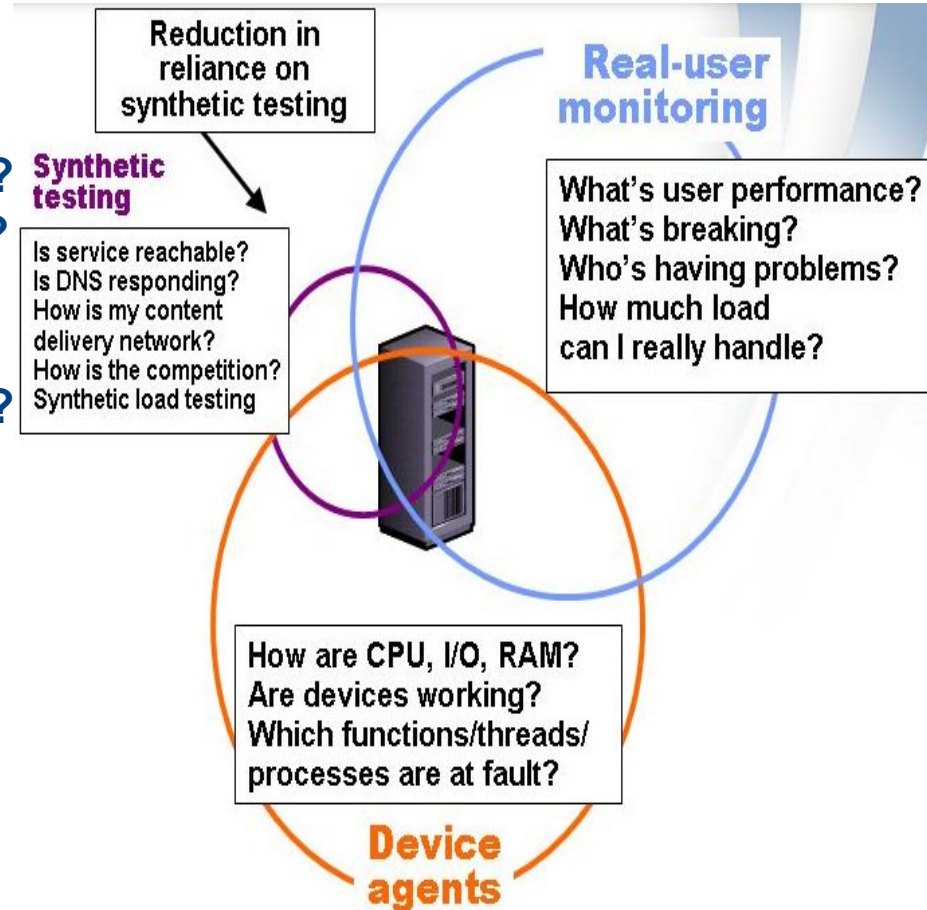 Reduction in
reliance on
synthetic testing
Real-user
monitoring
?
?
?
Synthetic
testing
Is service reachable?
Is DNS responding?
How is my content
delivery network?
How is the competition?
Synthetic load testing
What's user performance?
What's breaking?
Who's having problems?
How much load
can I really handle?
How are CPU, I/O, RAM?
Are devices working?
Which functions/threads/
processes are at fault?
Device
agents